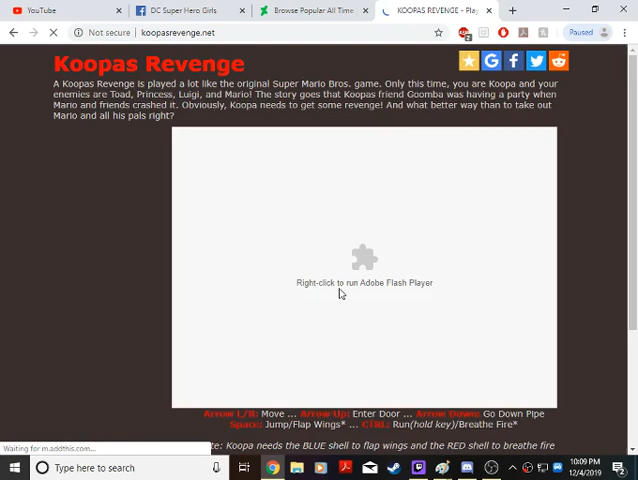 YouTube
DC Super Hero Girls
Browse Popular All Time
KOOPAS REVENGE - Play
Not secure
koopasrevenge.net
Paused
2
Koopas Revenge
A Koopas Revenge is played a lot like the original Super Mario Bros. game. Only this time, you are Koopa and your
enemies are Toad, Princess, Luigi, and Mario! The story goes that Koopas friend Goomba was having a party when
Mario and friends crashed it. Obviously, Koopa needs to get some revenge! And what better way than to take out
Mario and all his pals right?
Right-click to run Adobe Flash Player
Arrow L/R: Move ... Arrow Up: Enter Door ... Arrow Down: Go Down Pipe
Space: Jump/Flap Wings* ... CTRL: Run(hold key)/Breathe Fire*
Waiting for m.addthis.com...
te: Koopa needs the BLUE shell to flap wings and the RED shell to breathe fire
Type here to search
10:09 PM
12/4/2019
2